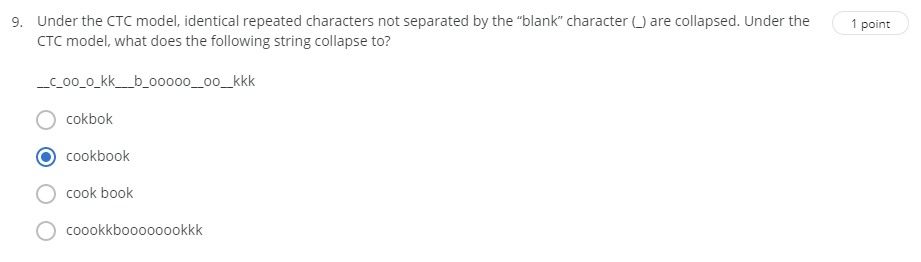 9. Under the CTC model, identical repeated characters not separated by the “blank” character (_) are collapsed. Under the 1 point
CTC model, what does the following string collapse to?
__c_oo_o_kk___b_ooooo__oo__kkk
cokbok
cookbook
cook book
coookkboooooookkk